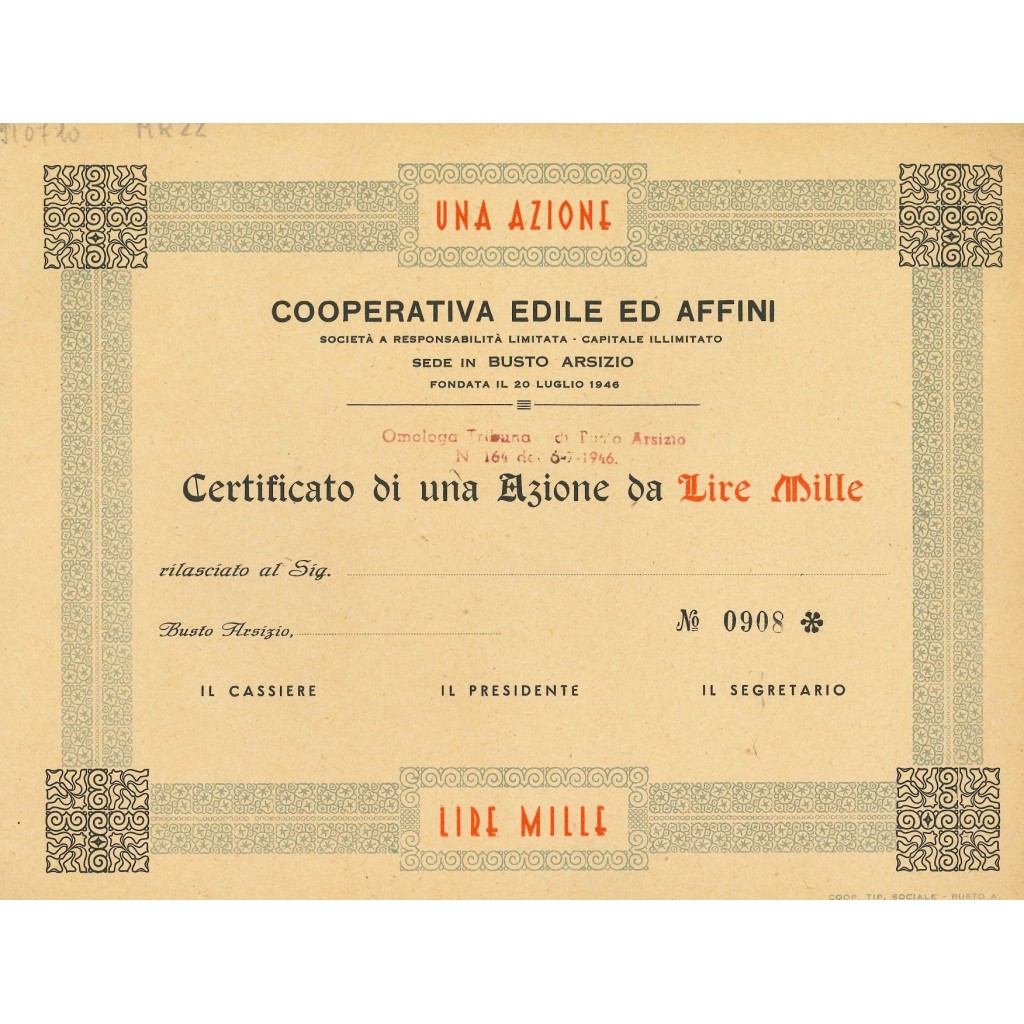 MR22
UNA AZIONE
COOPERATIVA EDILE ED AFFINI
SOCIETÀ A RESPONSABILITÀ LIMITATA - CAPITALE ILLIMITATO
SEDE IN BUSTO ARSIZIO
FONDATA IL 20 LUGLIO 1946
Omologa Tribuna di Busto Arsizio
N 164 del 6-7-1946.
Certificato di una Azione da Lire Mille
rilasciato al Sig.
Busto Arsizio, № 0908 *
IL CASSIERE IL PRESIDENTE IL SEGRETARIO
LIRE MILLE
COOP. TIP. SOCIALE - BUSTO A.